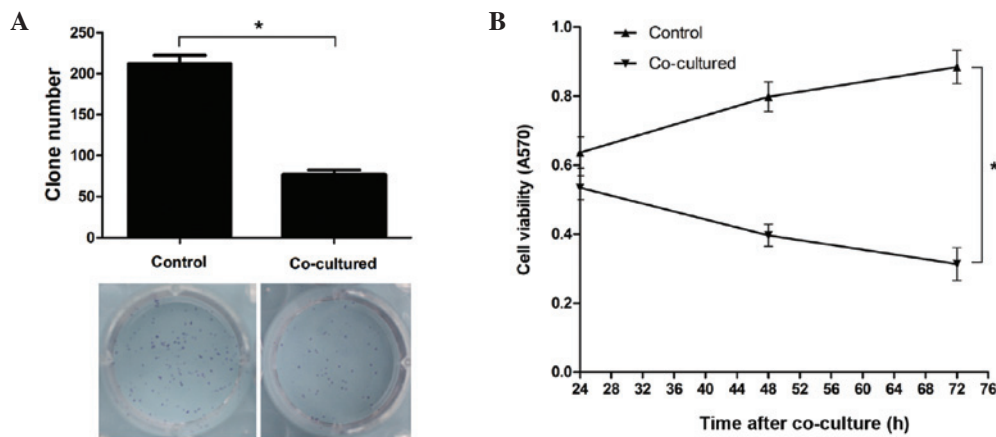 A
*
Clone number
250
200
150
100
50
0
Control
Co-cultured
B
Control
Co-cultured
Cell viability (A570)
1.0
0.8
0.6
0.4
0.2
0.0
*
24 28 32 36 40 44 48 52 56 60 64 68 72 76
Time after co-culture (h)